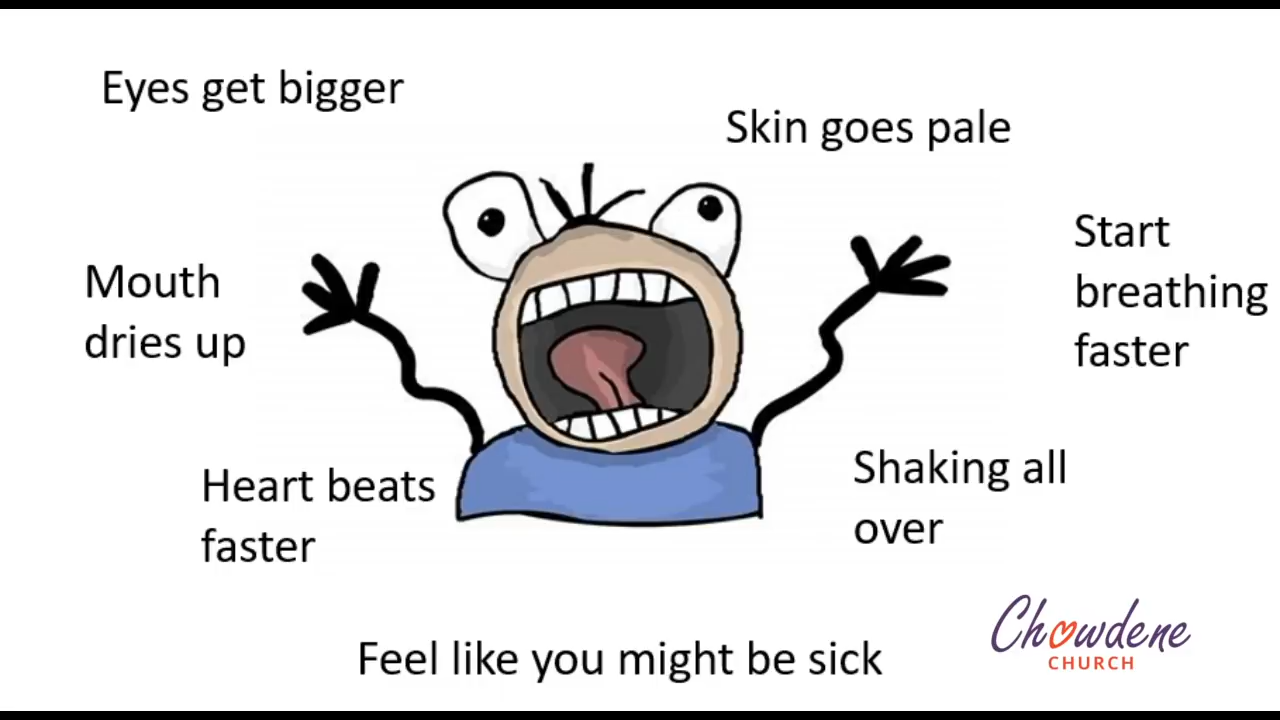 Eyes get bigger
Skin goes pale
Start
breathing
faster
Mouth
dries up
Heart beats
faster
Shaking all
over
Feel like you might be sick
Chowdene
CHURCH